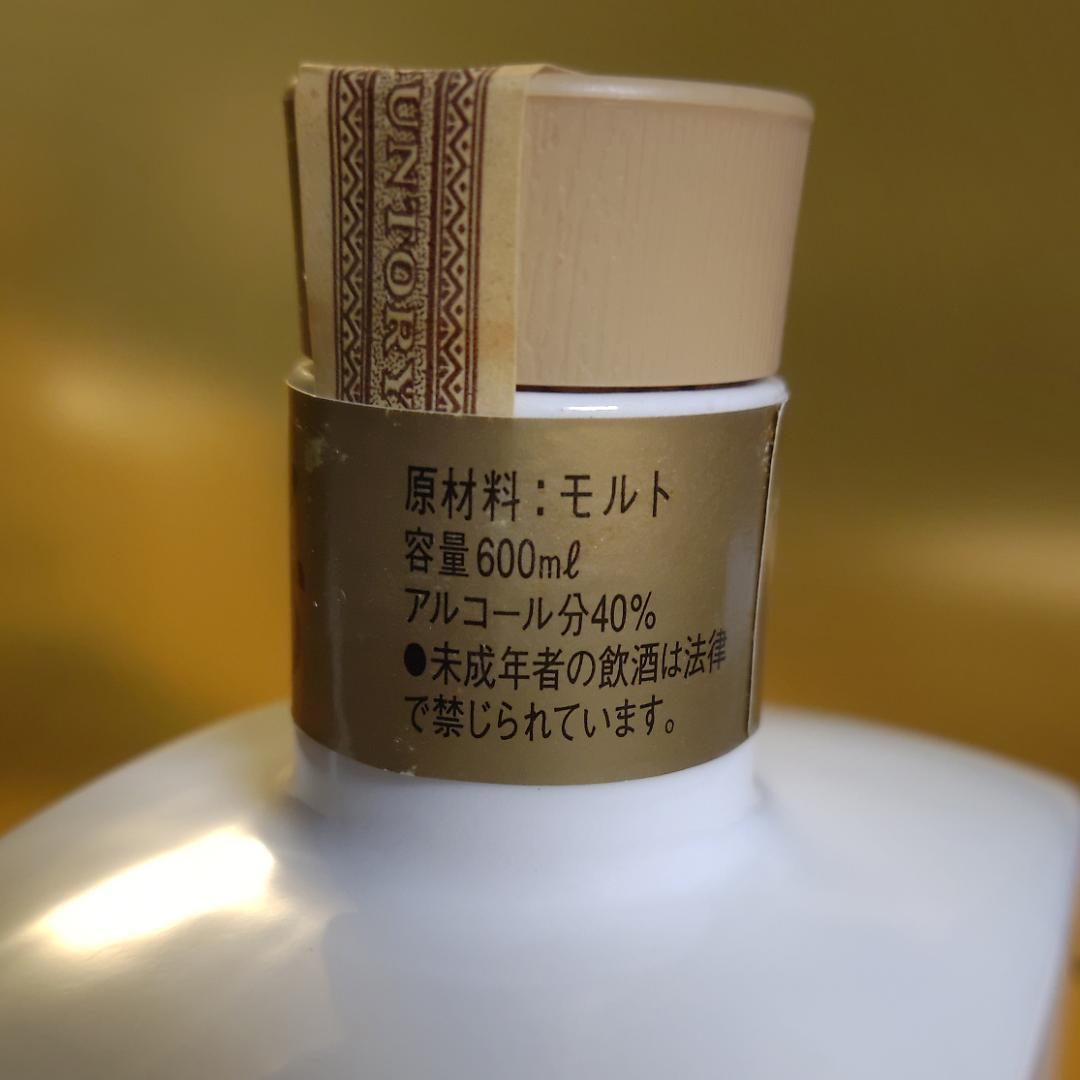 UNTORY
原材料：モルト
容量600mℓ
アルコール分40%
●未成年者の飲酒は法律
で禁じられています。